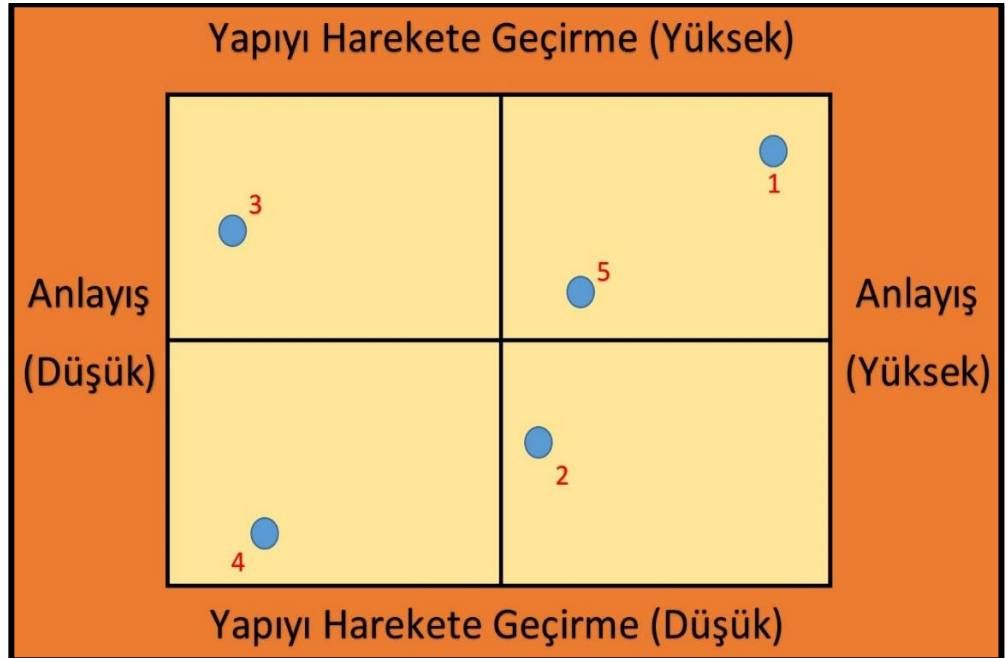 Yapıyı Harekete Geçirme (Yüksek)
1
3
5
Anlayış
(Düşük)
Anlayış
(Yüksek)
2
4
Yapıyı Harekete Geçirme (Düşük)